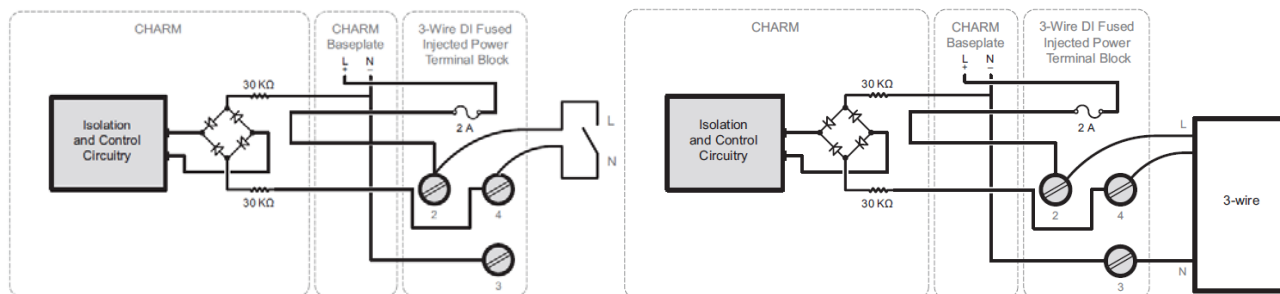 CHARM
CHARM
Baseplate
L
+
N
–
3-Wire DI Fused
Injected Power
Terminal Block
30 KΩ
Isolation
and Control
Circuitry
2 A
L
N
30 KΩ
2
4
3
CHARM
CHARM
Baseplate
L
+
N
–
3-Wire DI Fused
Injected Power
Terminal Block
30 KΩ
Isolation
and Control
Circuitry
2 A
L
30 KΩ
2
4
3-wire
3
N